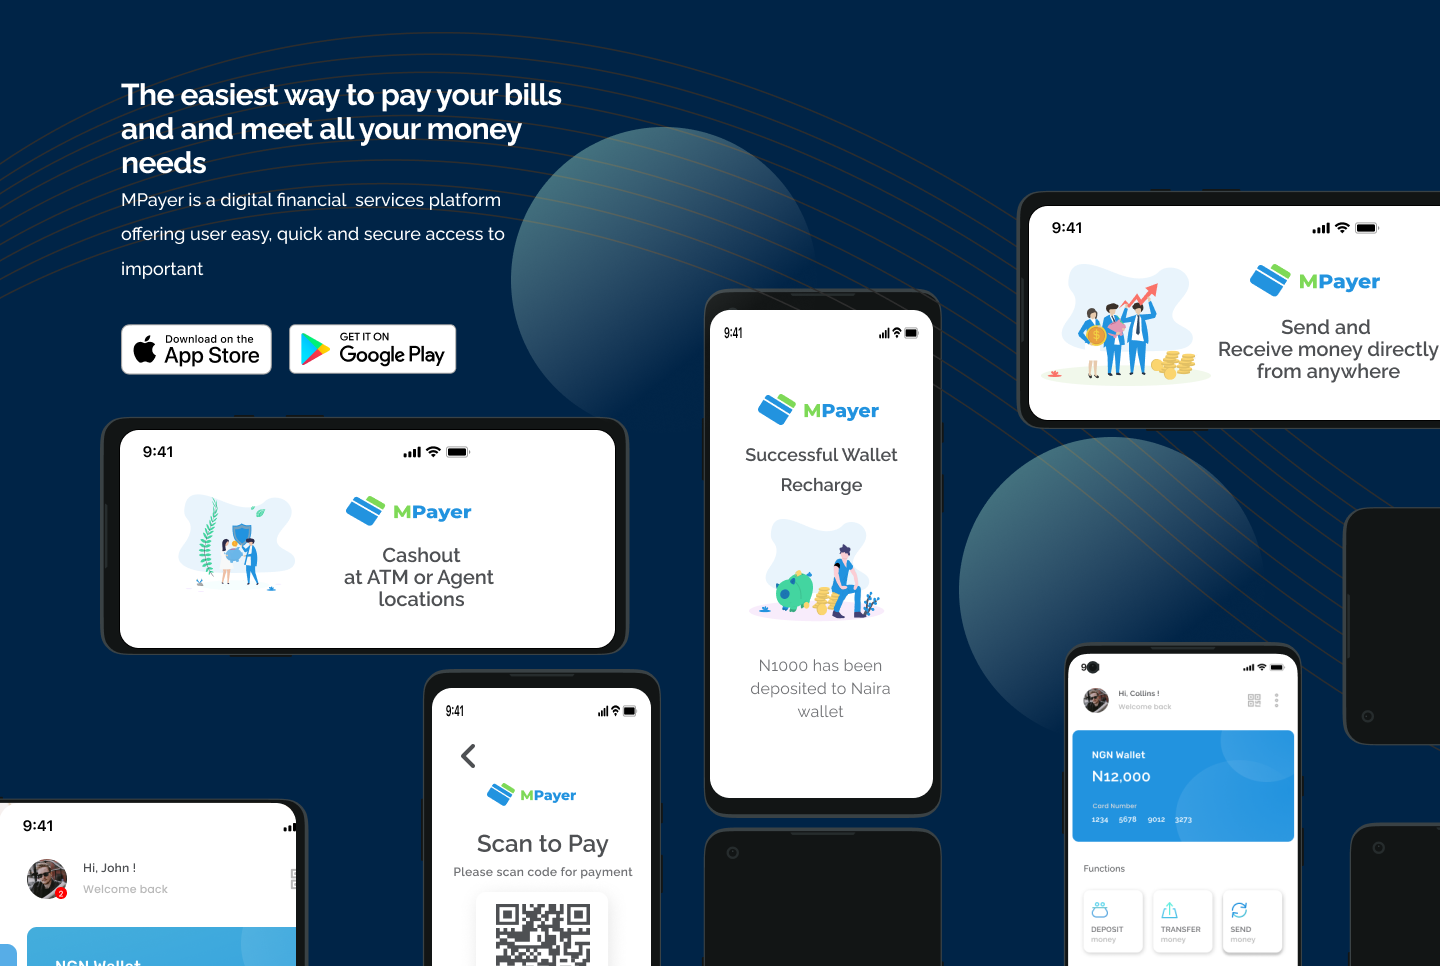 The easiest way to pay your bills
and and meet all your money
needs
MPayer is a digital financial  services platform
offering user easy, quick and secure access to
important
Download on the
App Store
GET IT ON
Google Play
9:41
MPayer
Send and
Receive money directly
from anywhere
9:41
MPayer
Successful Wallet
Recharge
N1000 has been
deposited to Naira
wallet
9:41
MPayer
Cashout
at ATM or Agent
locations
9:41
MPayer
Scan to Pay
Please scan code for payment
9:41
Hi, John !
Welcome back
2
NGN Wallet
9
Hi, Collins !
Welcome back
NGN Wallet
N12,000
Card Number
1234 5678 9012 3273
Functions
DEPOSIT
money
TRANSFER
money
SEND
money